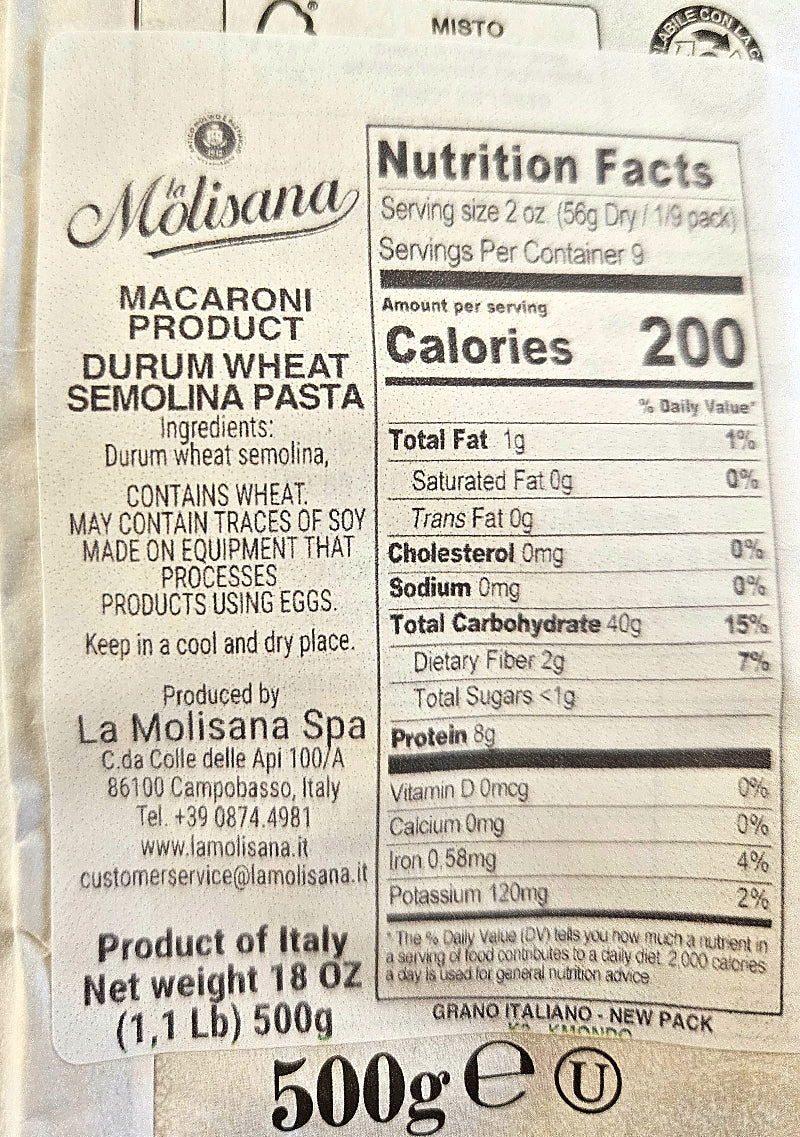 MISTO
LABILE CON LA C
la
Molisana
MACARONI
PRODUCT
DURUM WHEAT
SEMOLINA PASTA
Ingredients:
Durum wheat semolina,
CONTAINS WHEAT.
MAY CONTAIN TRACES OF SOY
MADE ON EQUIPMENT THAT
PROCESSES
PRODUCTS USING EGGS.
Keep in a cool and dry place.
Produced by
La Molisana Spa
C.da Colle delle Api 100/A
86100 Campobasso, Italy
Tel. +39 0874.4981
www.lamolisana.it
customerservice@lamolisana.it
Product of Italy
Net weight 18 OZ
(1,1 Lb) 500g
Nutrition Facts
Serving size 2 oz. (56g Dry / 1/9 pack)
Servings Per Container 9
Amount per serving
Calories 200
% Daily Value*
Total Fat 1g 1%
Saturated Fat 0g 0%
Trans Fat 0g
Cholesterol 0mg 0%
Sodium 0mg 0%
Total Carbohydrate 40g 15%
Dietary Fiber 2g 7%
Total Sugars <1g
Protein 8g
Vitamin D 0mcg 0%
Calcium 0mg 0%
Iron 0.58mg 4%
Potassium 120mg 2%
* The % Daily Value (DV) tells you how much a nutrient in
a serving of food contributes to a daily diet. 2,000 calories
a day is used for general nutrition advice
GRANO ITALIANO - NEW PACK
500g e U